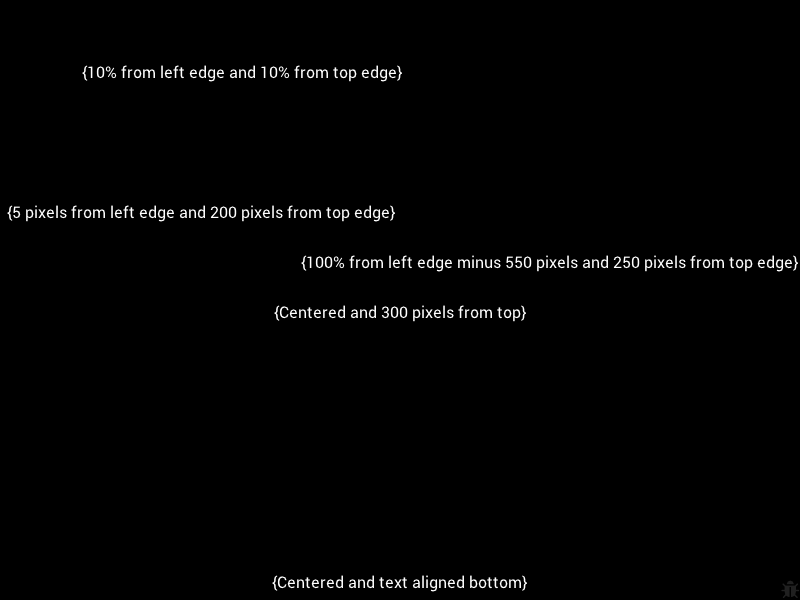 {10% from left edge and 10% from top edge}
{5 pixels from left edge and 200 pixels from top edge}
{100% from left edge minus 550 pixels and 250 pixels from top edge}
{Centered and 300 pixels from top}
{Centered and text aligned bottom}